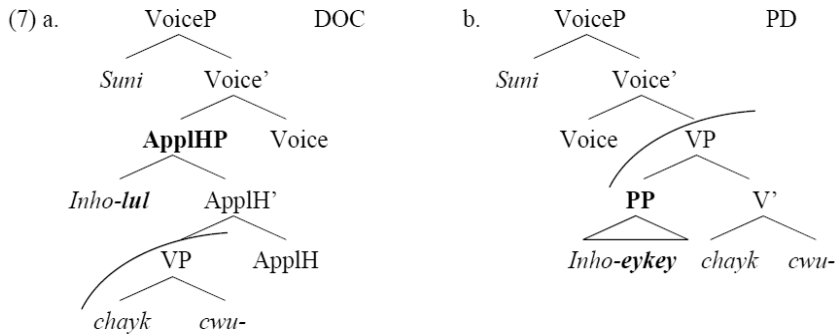 (7) a. VoiceP DOC b. VoiceP PD
Suni Voice’ Suni Voice’
ApplHP Voice Voice VP
Inho-lul ApplH’ PP V’
VP ApplH Inho-eykey chayk cwu-
chayk cwu-